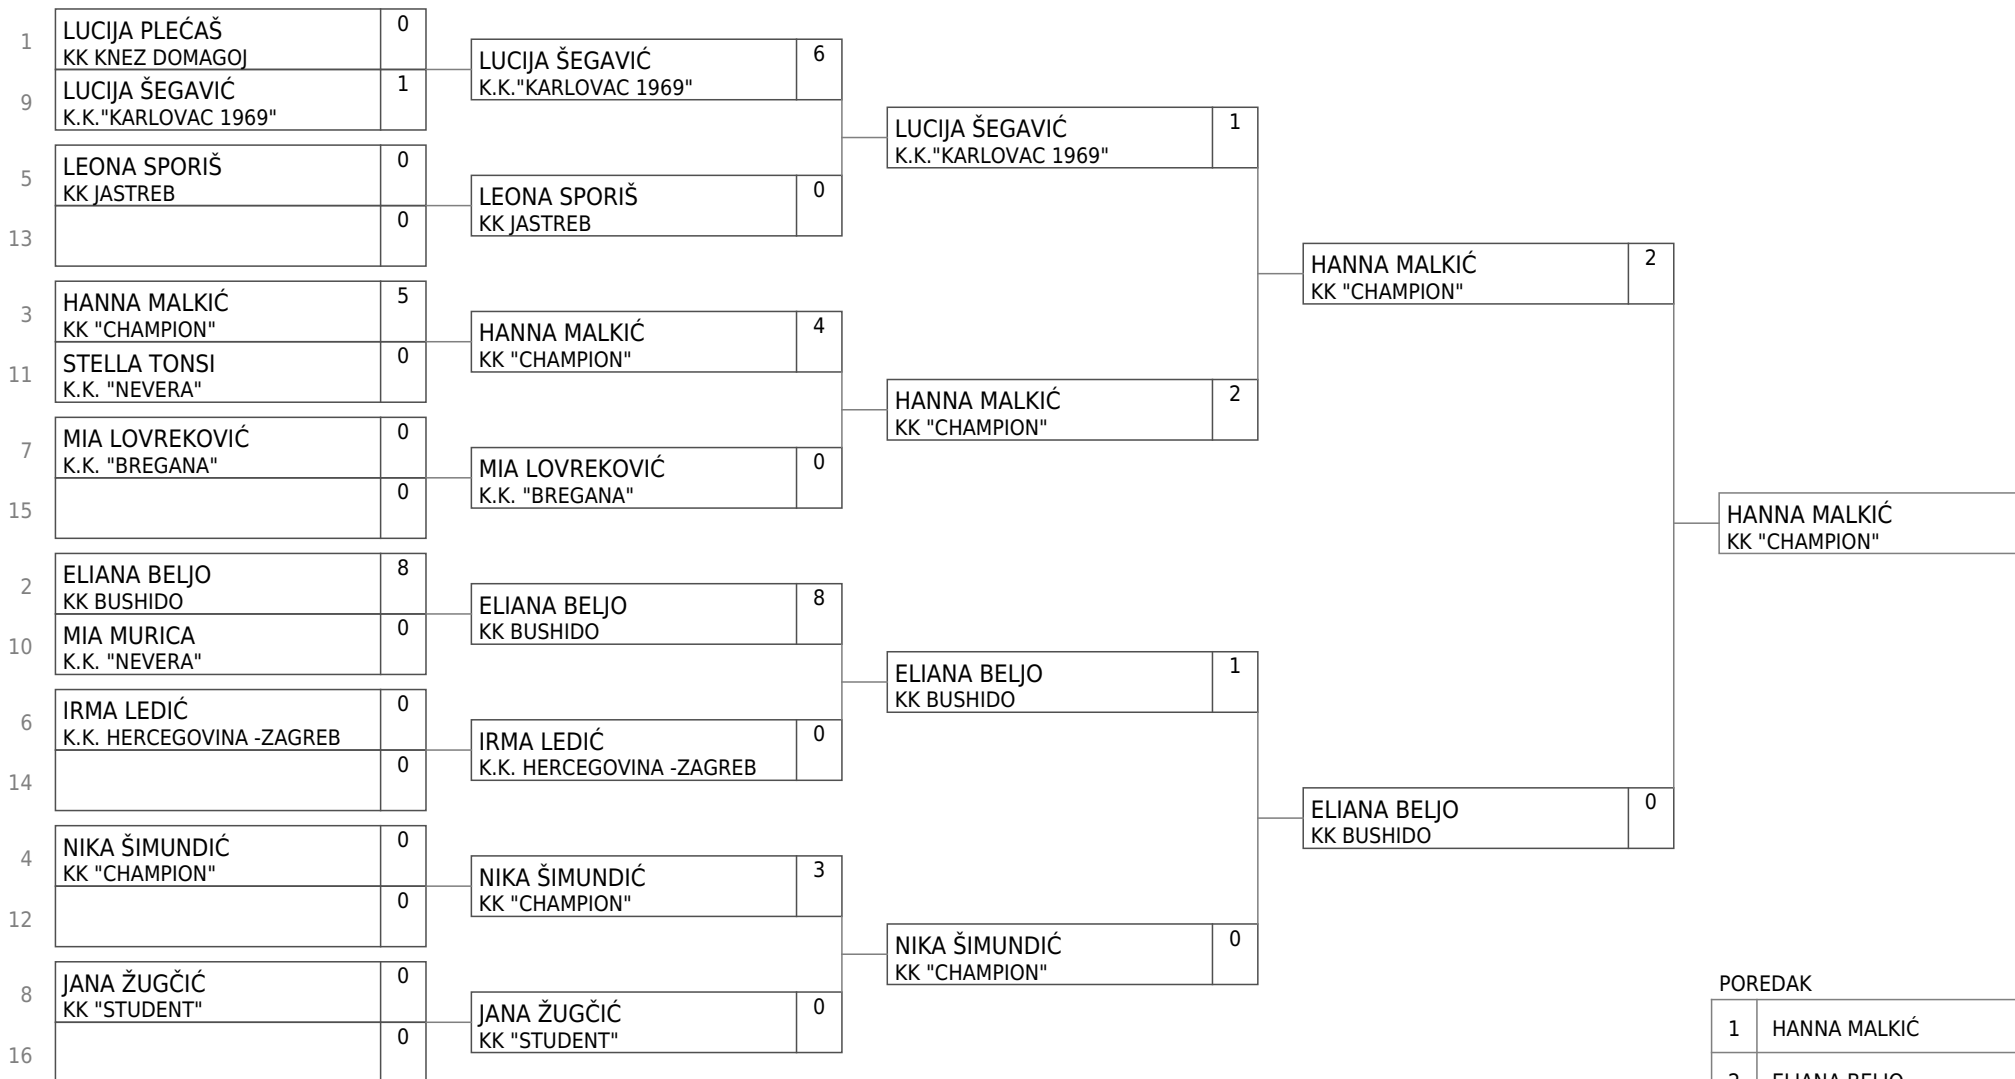 1
LUCIJA PLEĆAŠ
KK KNEZ DOMAGOJ
0
9
LUCIJA ŠEGAVIĆ
K.K."KARLOVAC 1969"
1
5
LEONA SPORIŠ
KK JASTREB
0
13
0
3
HANNA MALKIĆ
KK "CHAMPION"
5
11
STELLA TONSI
K.K. "NEVERA"
0
7
MIA LOVREKOVIĆ
K.K. "BREGANA"
0
15
0
2
ELIANA BELJO
KK BUSHIDO
8
10
MIA MURICA
K.K. "NEVERA"
0
6
IRMA LEDIĆ
K.K. HERCEGOVINA -ZAGREB
0
14
0
4
NIKA ŠIMUNDIĆ
KK "CHAMPION"
0
12
0
8
JANA ŽUGČIĆ
KK "STUDENT"
0
16
0
LUCIJA ŠEGAVIĆ
K.K."KARLOVAC 1969"
6
LEONA SPORIŠ
KK JASTREB
0
HANNA MALKIĆ
KK "CHAMPION"
4
MIA LOVREKOVIĆ
K.K. "BREGANA"
0
ELIANA BELJO
KK BUSHIDO
8
IRMA LEDIĆ
K.K. HERCEGOVINA -ZAGREB
0
NIKA ŠIMUNDIĆ
KK "CHAMPION"
3
JANA ŽUGČIĆ
KK "STUDENT"
0
LUCIJA ŠEGAVIĆ
K.K."KARLOVAC 1969"
1
HANNA MALKIĆ
KK "CHAMPION"
2
ELIANA BELJO
KK BUSHIDO
1
NIKA ŠIMUNDIĆ
KK "CHAMPION"
0
HANNA MALKIĆ
KK "CHAMPION"
2
ELIANA BELJO
KK BUSHIDO
0
HANNA MALKIĆ
KK "CHAMPION"
POREDAK
1 HANNA MALKIĆ
2 ELIANA BELJO